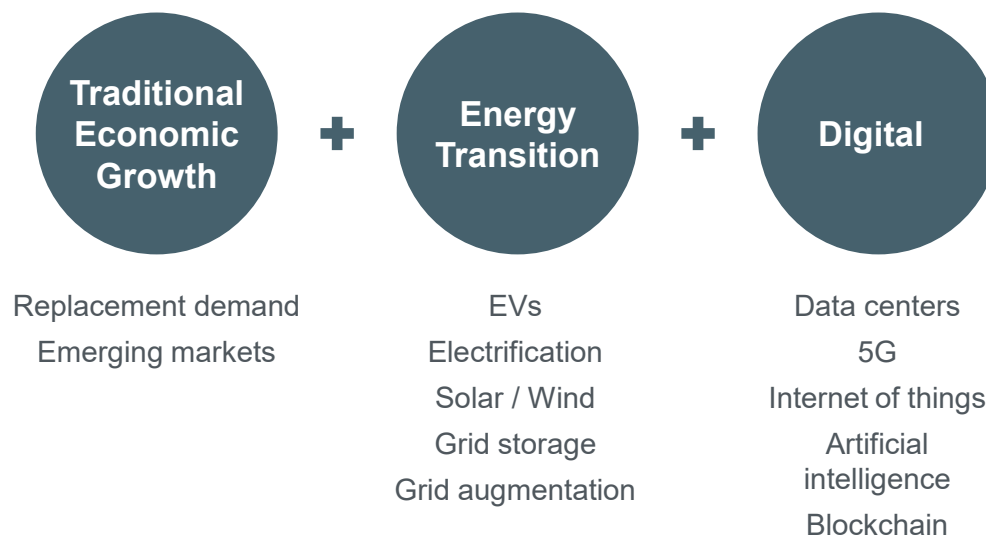 Traditional
Economic
Growth
Energy
Transition
Digital
Replacement demand
Emerging markets
EVs
Electrification
Solar / Wind
Grid storage
Grid augmentation
Data centers
5G
Internet of things
Artificial
intelligence
Blockchain